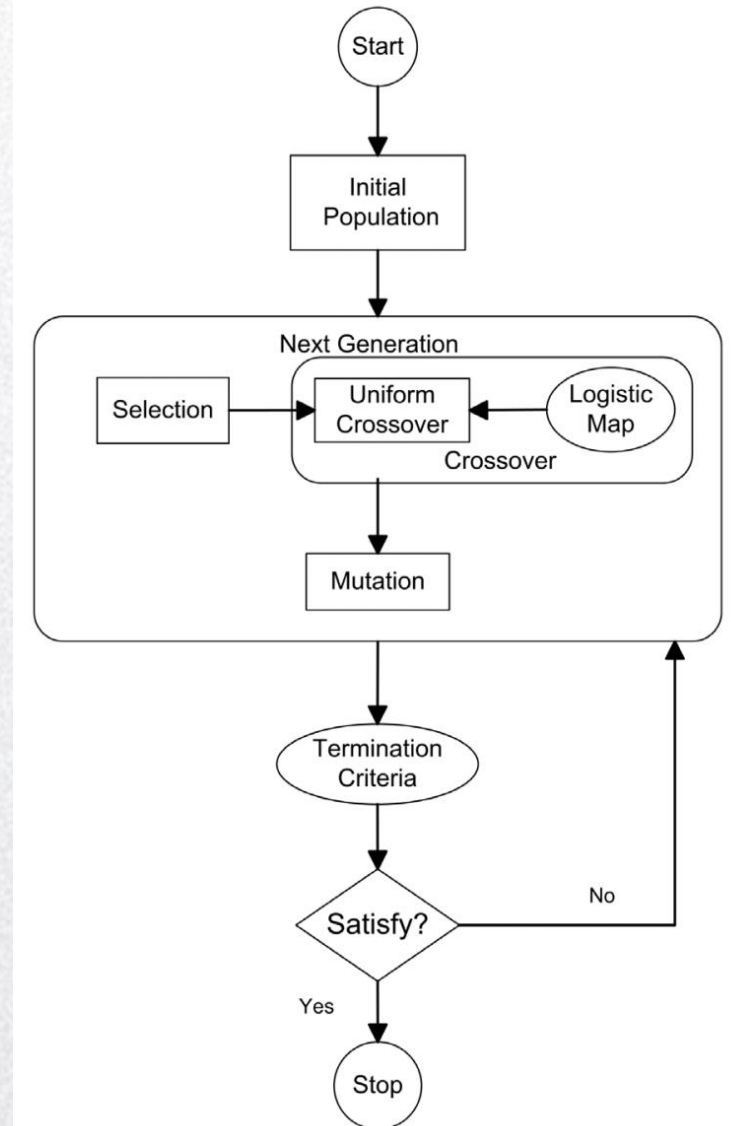 Start
Initial
Population
Next Generation
Selection
Uniform
Crossover
Logistic
Map
Crossover
Mutation
Termination
Criteria
Satisfy?
No
Yes
Stop